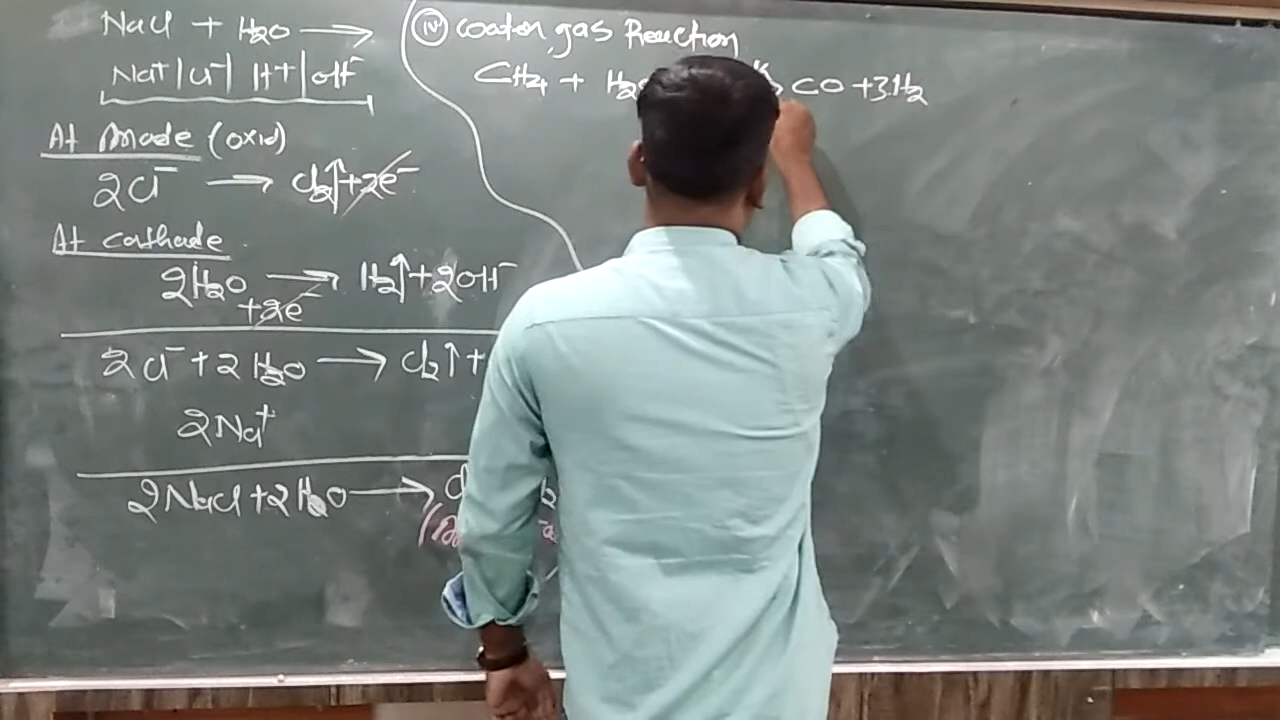 NaCl + H2O →
Na+|Cl-| H+|OH-
At Anode (oxid)
2Cl- → Cl2↑+2e-
At cathode
2H2O → H2↑+2OH-
+2e-
2Cl- + 2H2O → Cl2↑ +
2Na+
2NaCl+2H2O →
(iv) water gas Reaction
CH4 + H2O → CO +3H2